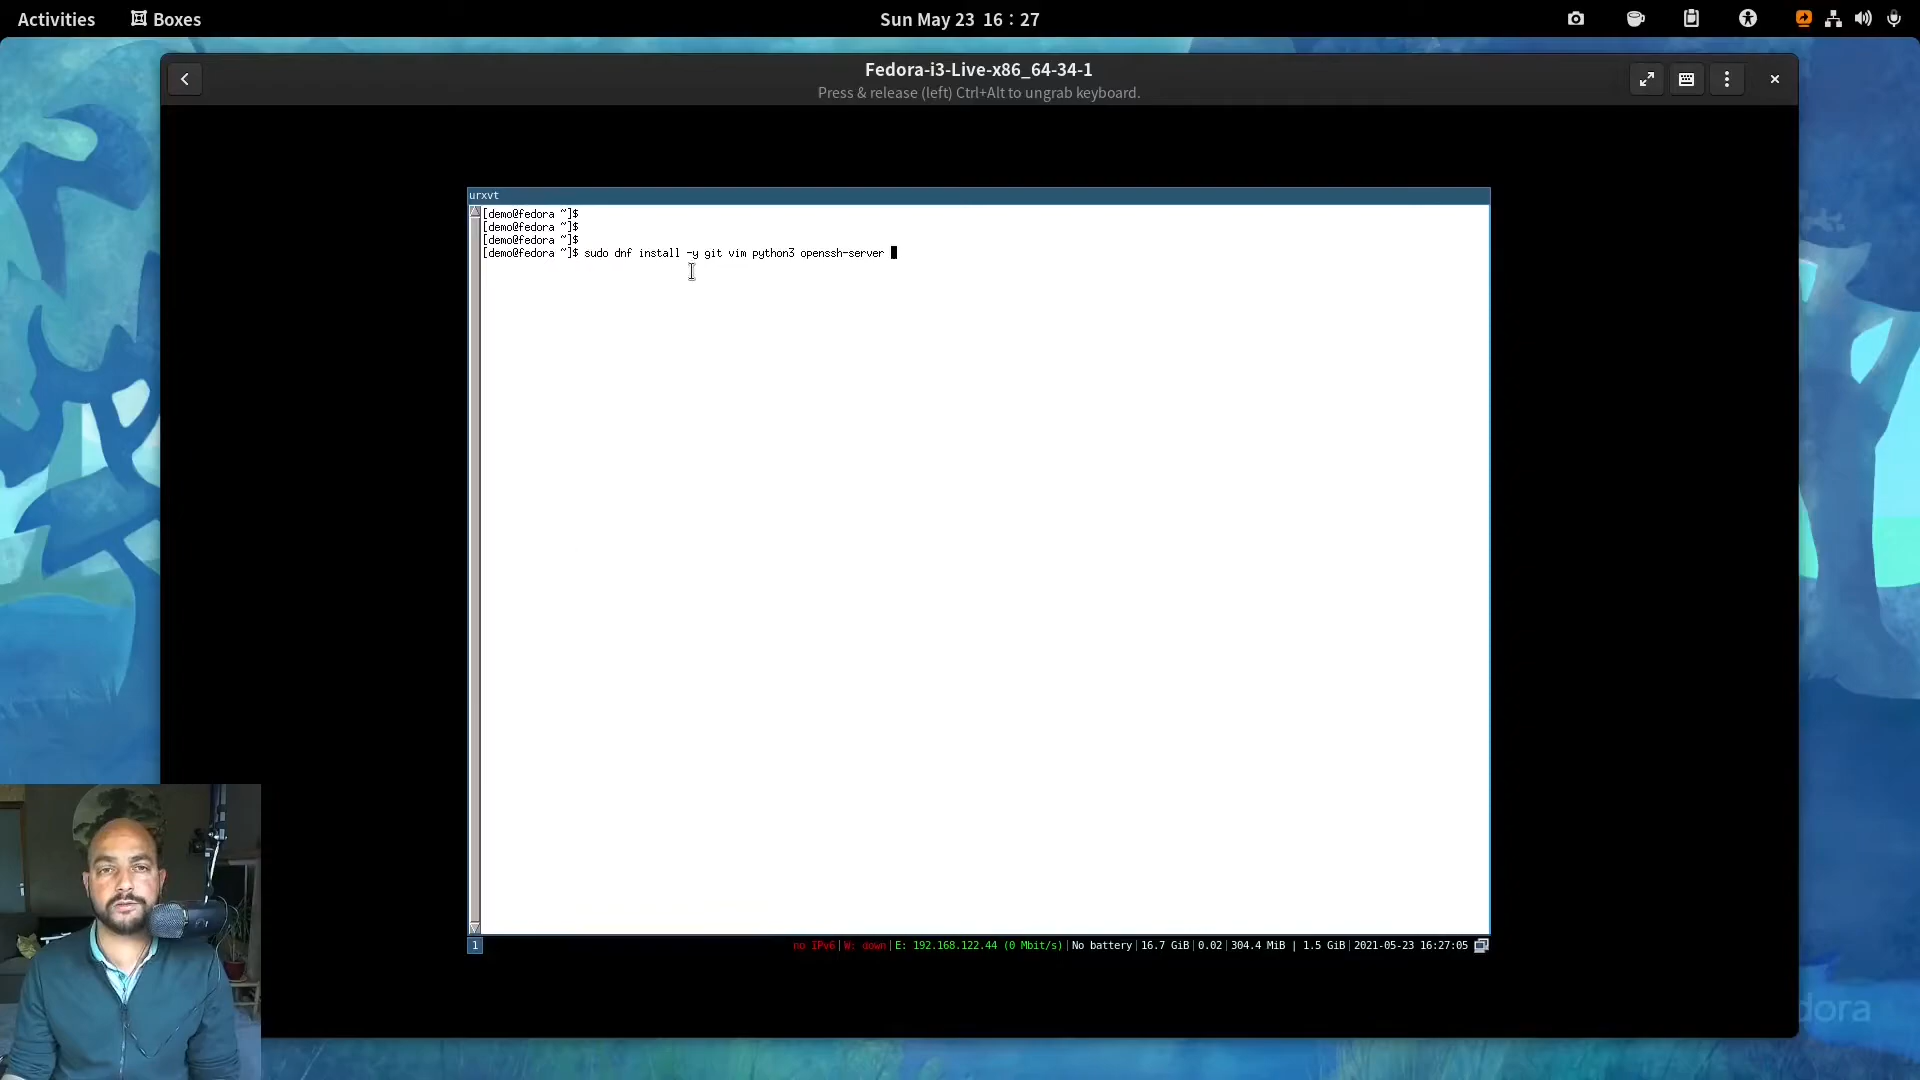 Activities
Boxes
Sun May 23 16:27
Fedora-i3-Live-x86_64-34-1
Press & release (left) Ctrl+Alt to ungrab keyboard.
urxvt
[demo@fedora ~]$
[demo@fedora ~]$
[demo@fedora ~]$
[demo@fedora ~]$ sudo dnf install -y git vim python3 openssh-server
1
no IPv6|W: down|E: 192.168.122.44 (0 Mbit/s)|No battery|16.7 GiB|0.02|304.4 MiB | 1.5 GiB|2021-05-23 16:27:05
dora